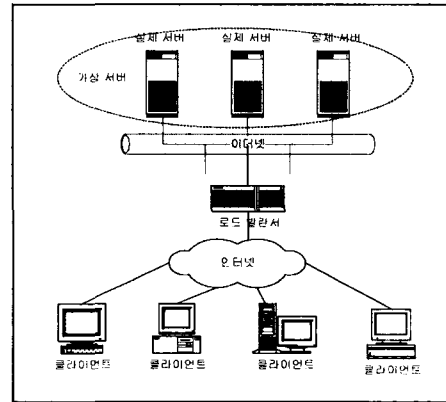 실제 서버 실제 서버 실제 서버
가상 서버
이더넷
로드 발란서
인터넷
클라이언트 클라이언트 클라이언트 클라이언트